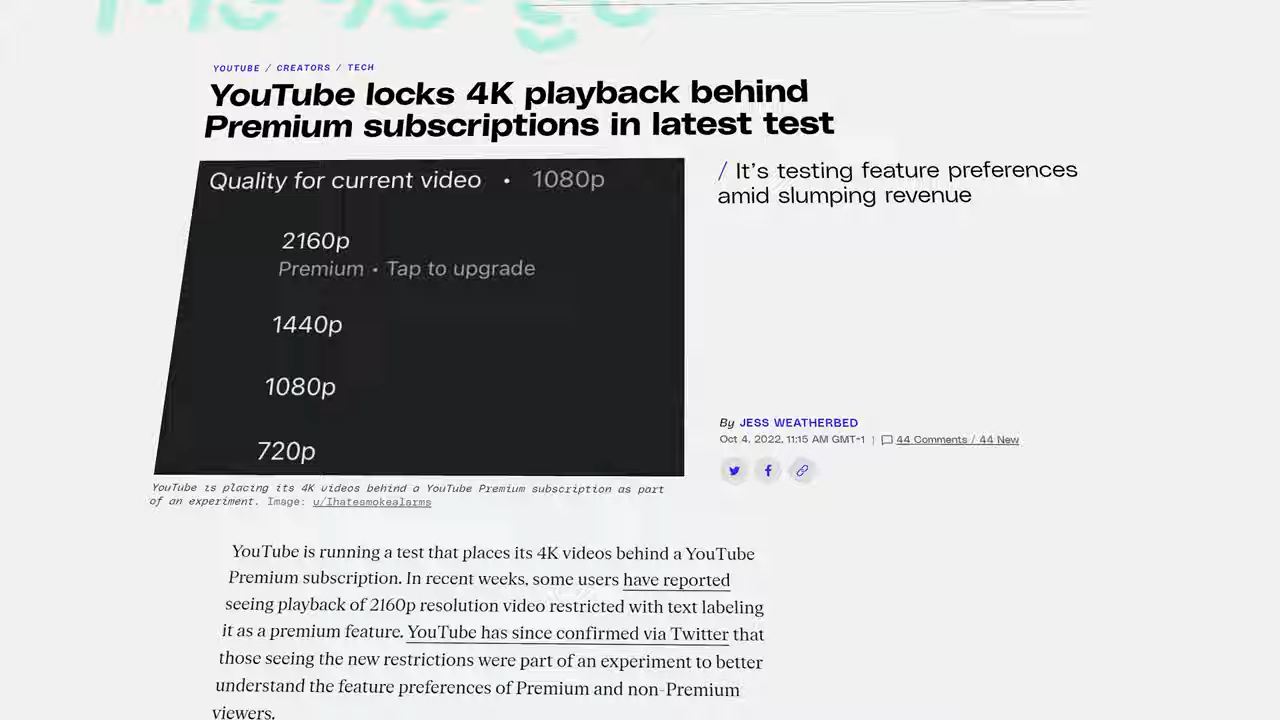 YOUTUBE / CREATORS / TECH
YouTube locks 4K playback behind
Premium subscriptions in latest test
Quality for current video • 1080p
2160p
Premium • Tap to upgrade
1440p
1080p
720p
/ It's testing feature preferences
amid slumping revenue
By JESS WEATHERBED
Oct 4, 2022, 11:15 AM GMT-1 | 44 Comments / 44 New
YouTube is placing its 4K videos behind a YouTube Premium subscription as part
of an experiment. Image: u/Ihatesmokealarms
YouTube is running a test that places its 4K videos behind a YouTube
Premium subscription. In recent weeks, some users have reported
seeing playback of 2160p resolution video restricted with text labeling
it as a premium feature. YouTube has since confirmed via Twitter that
those seeing the new restrictions were part of an experiment to better
understand the feature preferences of Premium and non-Premium
viewers.